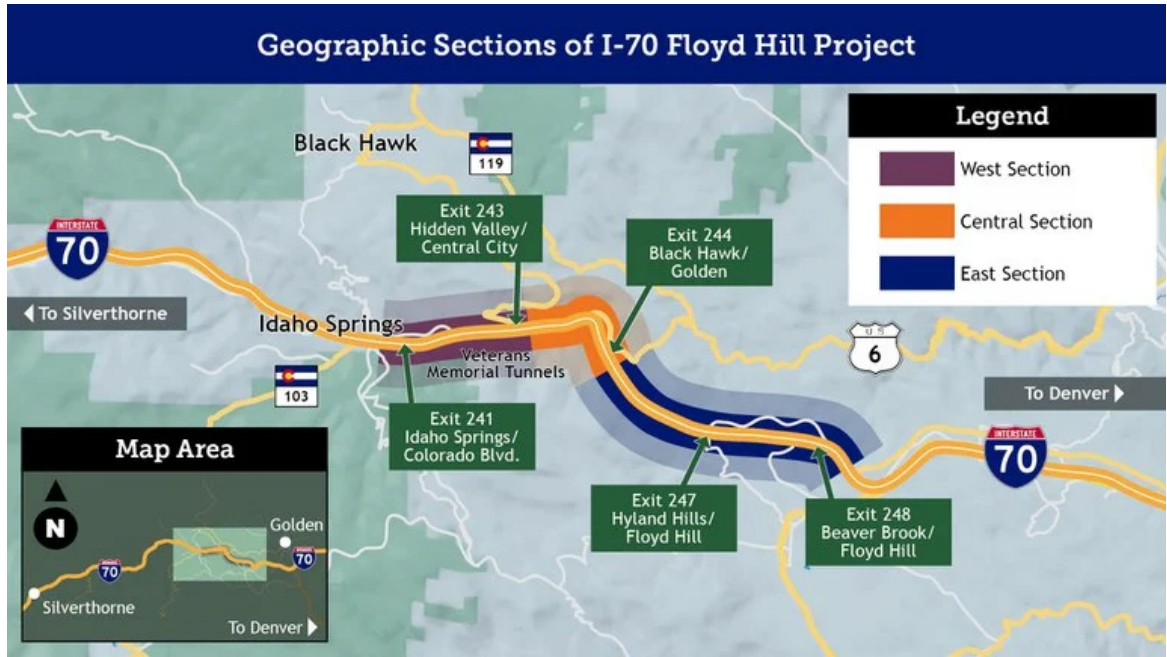 Geographic Sections of I-70 Floyd Hill Project
Legend
West Section
Central Section
East Section
Black Hawk
119
Exit 243
Hidden Valley/
Central City
Exit 244
Black Hawk/
Golden
INTERSTATE
70
To Silverthorne
Idaho Springs
Veterans
Memorial Tunnels
U S
6
103
To Denver
Exit 241
Idaho Springs/
Colorado Blvd.
INTERSTATE
70
Exit 247
Hyland Hills/
Floyd Hill
Exit 248
Beaver Brook/
Floyd Hill
Map Area
N
Golden
70
70
Silverthorne
To Denver